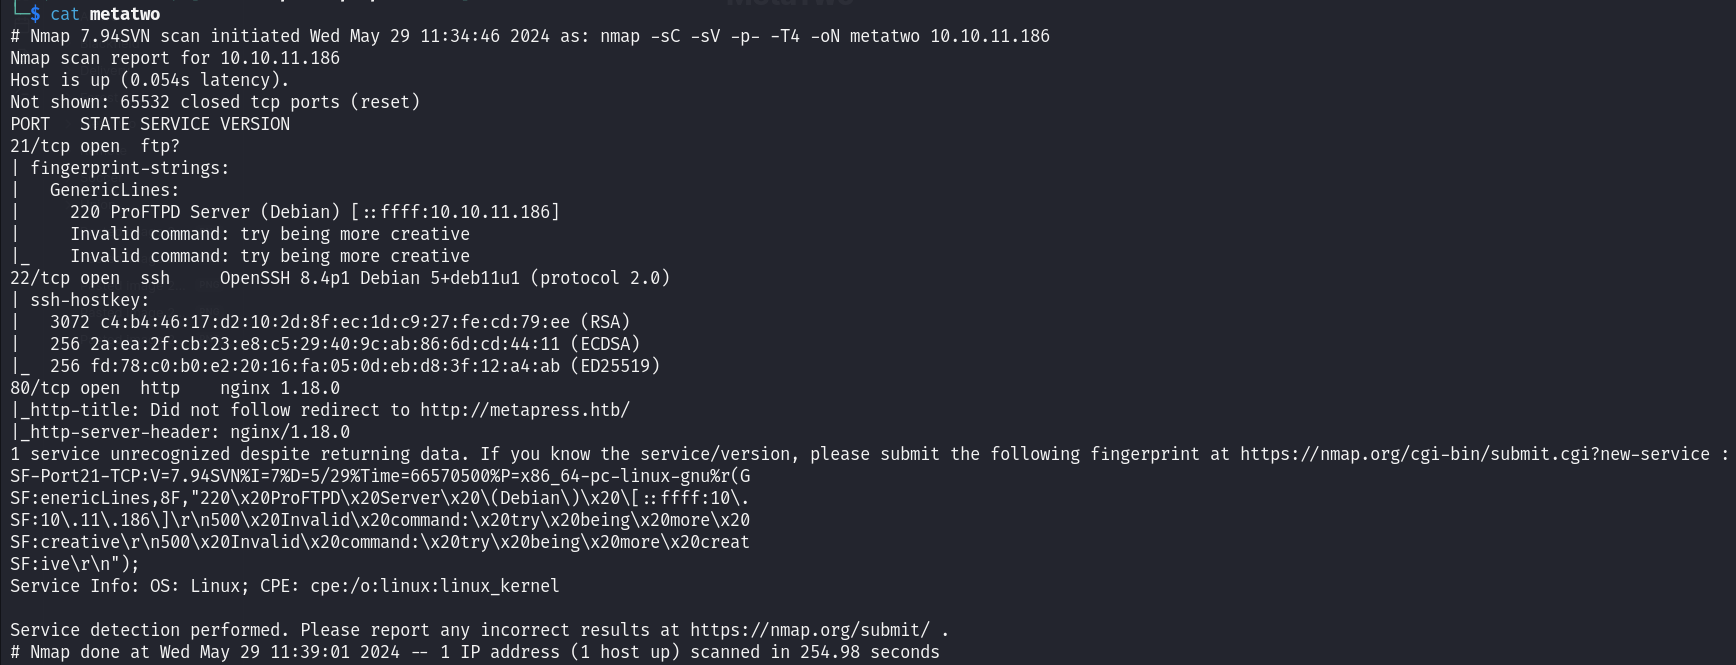 └─$ cat metatwo
# Nmap 7.94SVN scan initiated Wed May 29 11:34:46 2024 as: nmap -sC -sV -p- -T4 -oN metatwo 10.10.11.186
Nmap scan report for 10.10.11.186
Host is up (0.054s latency).
Not shown: 65532 closed tcp ports (reset)
PORT   STATE SERVICE VERSION
21/tcp open  ftp?
| fingerprint-strings:
|   GenericLines:
|     220 ProFTPD Server (Debian) [::ffff:10.10.11.186]
|     Invalid command: try being more creative
|_    Invalid command: try being more creative
22/tcp open  ssh     OpenSSH 8.4p1 Debian 5+deb11u1 (protocol 2.0)
| ssh-hostkey:
|   3072 c4:b4:46:17:d2:10:2d:8f:ec:1d:c9:27:fe:cd:79:ee (RSA)
|   256 2a:ea:2f:cb:23:e8:c5:29:40:9c:ab:86:6d:cd:44:11 (ECDSA)
|_  256 fd:78:c0:b0:e2:20:16:fa:05:0d:eb:d8:3f:12:a4:ab (ED25519)
80/tcp open  http    nginx 1.18.0
|_http-title: Did not follow redirect to http://metapress.htb/
|_http-server-header: nginx/1.18.0
1 service unrecognized despite returning data. If you know the service/version, please submit the following fingerprint at https://nmap.org/cgi-bin/submit.cgi?new-service :
SF-Port21-TCP:V=7.94SVN%I=7%D=5/29%Time=66570500%P=x86_64-pc-linux-gnu%r(G
SF:enericLines,8F,"220\x20ProFTPD\x20Server\x20\(Debian\)\x20\[::ffff:10\.
SF:10\.11\.186\]\r\n500\x20Invalid\x20command:\x20try\x20being\x20more\x20
SF:creative\r\n500\x20Invalid\x20command:\x20try\x20being\x20more\x20creat
SF:ive\r\n");
Service Info: OS: Linux; CPE: cpe:/o:linux:linux_kernel

Service detection performed. Please report any incorrect results at https://nmap.org/submit/ .
# Nmap done at Wed May 29 11:39:01 2024 -- 1 IP address (1 host up) scanned in 254.98 seconds